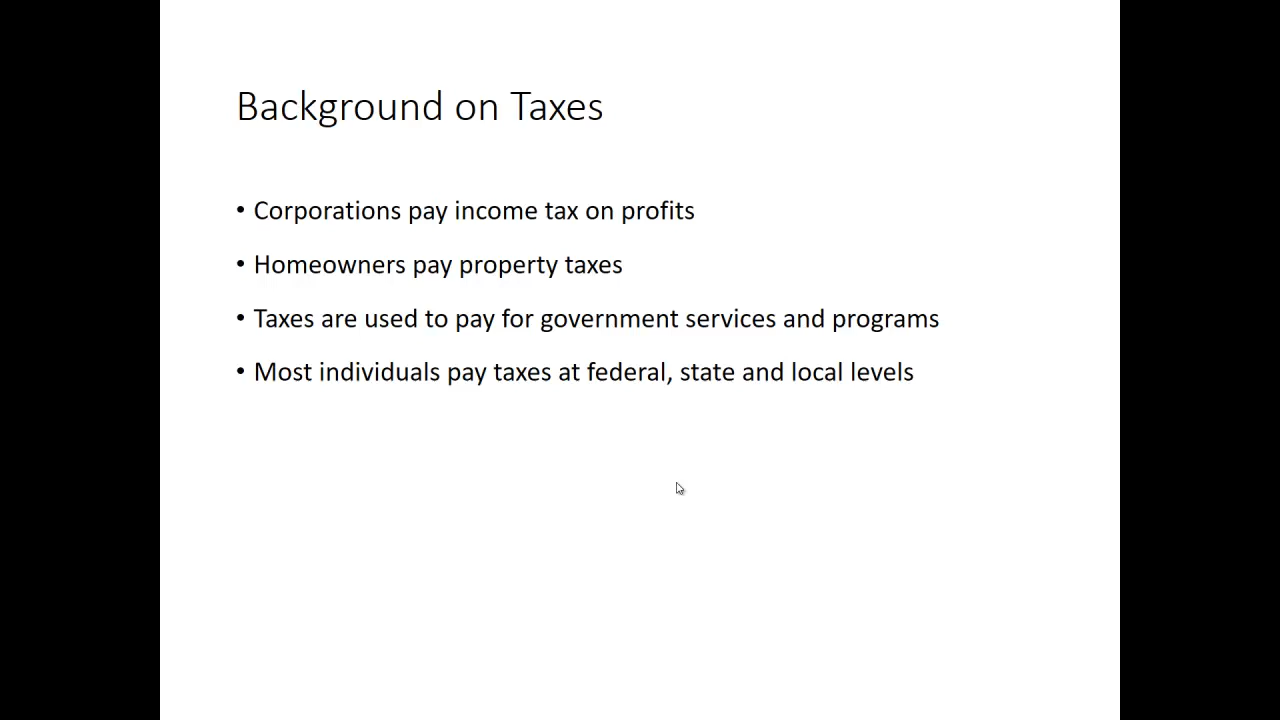 Background on Taxes
• Corporations pay income tax on profits
• Homeowners pay property taxes
• Taxes are used to pay for government services and programs
• Most individuals pay taxes at federal, state and local levels